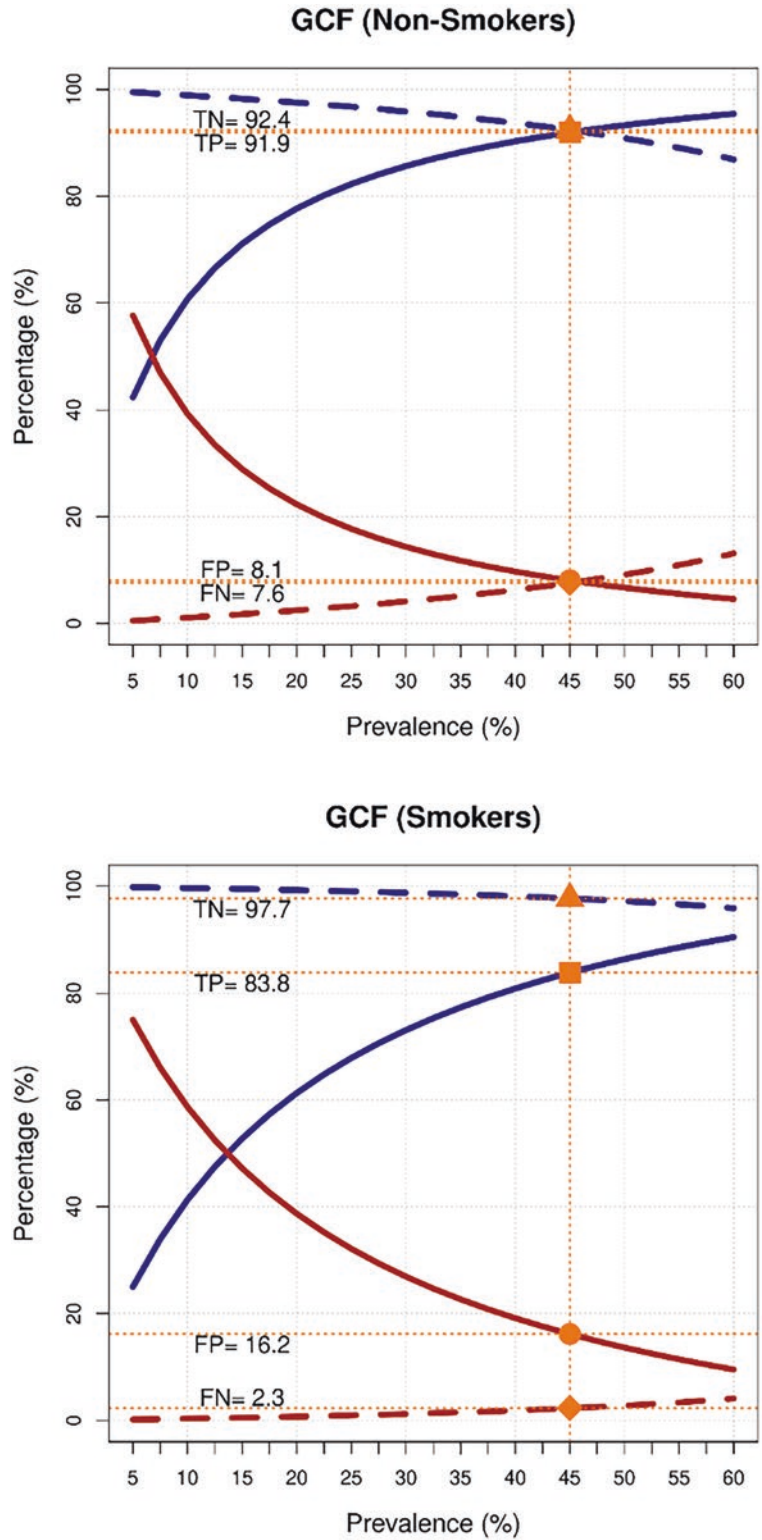 GCF (Non-Smokers)
100
80
60
40
20
0
Percentage (%)
TN= 92.4
TP= 91.9
FP= 8.1
FN= 7.6
5 10 15 20 25 30 35 40 45 50 55 60
Prevalence (%)
GCF (Smokers)
100
80
60
40
20
0
Percentage (%)
TN= 97.7
TP= 83.8
FP= 16.2
FN= 2.3
5 10 15 20 25 30 35 40 45 50 55 60
Prevalence (%)